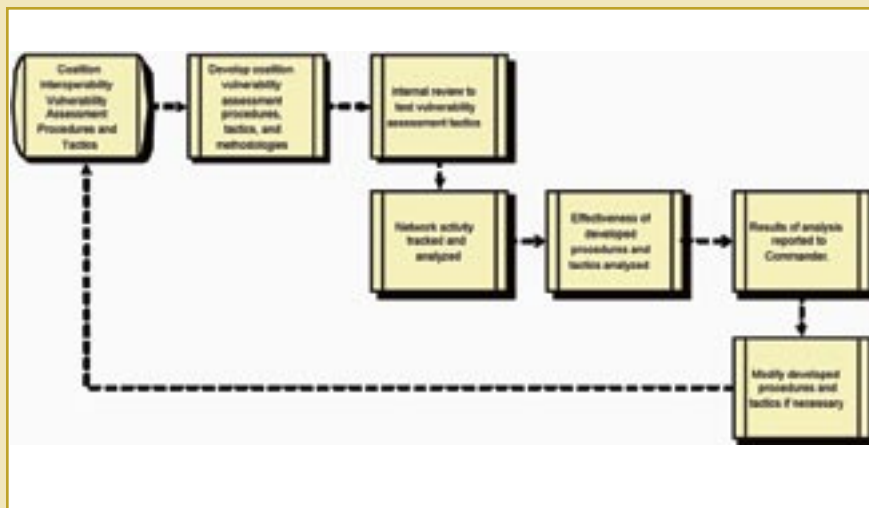 Coalition
Interoperability
Vulnerability
Assessment
Procedures and
Tactics
Develop coalition
vulnerability
assessment
procedures,
tactics, and
methodologies
Internal review to
test vulnerability
assessment tactics
Network activity
tracked and
analyzed
Effectiveness of
developed
procedures and
tactics analyzed
Results of analysis
reported to
Commander.
Modify developed
procedures and
tactics if necessary